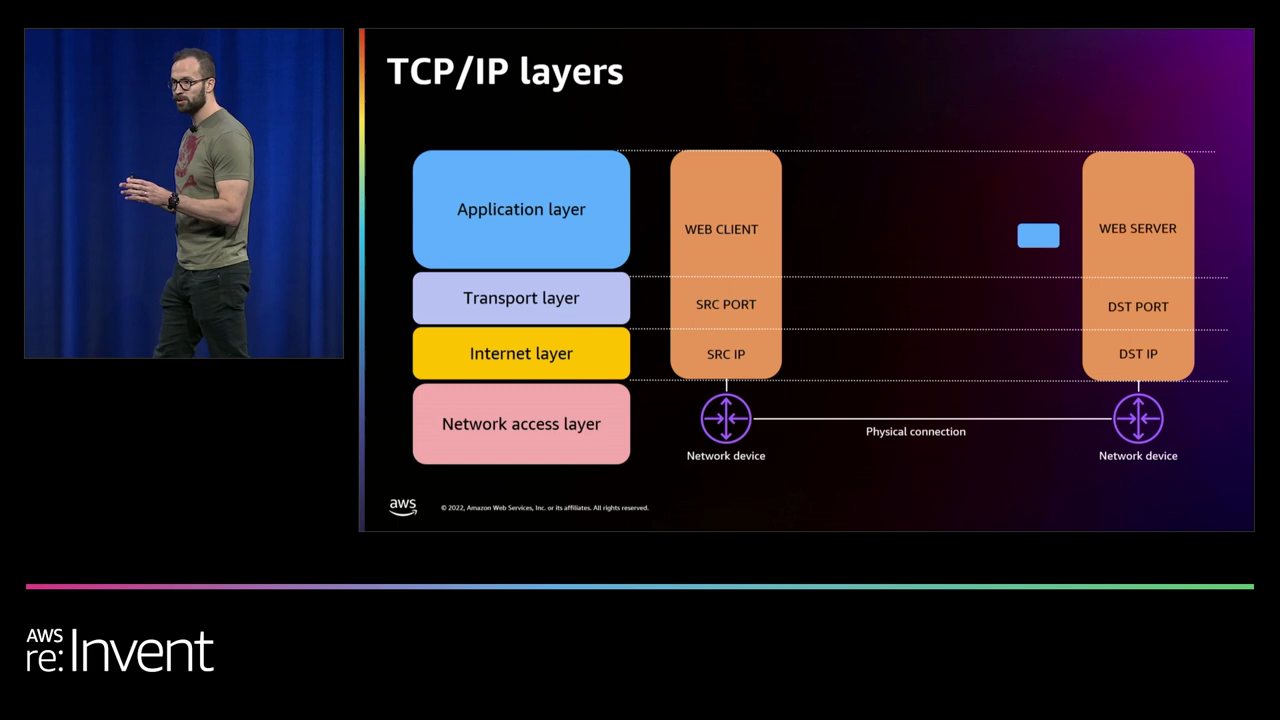 TCP/IP layers
Application layer
Transport layer
Internet layer
Network access layer
WEB CLIENT
SRC PORT
SRC IP
WEB SERVER
DST PORT
DST IP
Physical connection
Network device
Network device
aws
© 2022, Amazon Web Services, Inc. or its affiliates. All rights reserved.
AWS
re:Invent